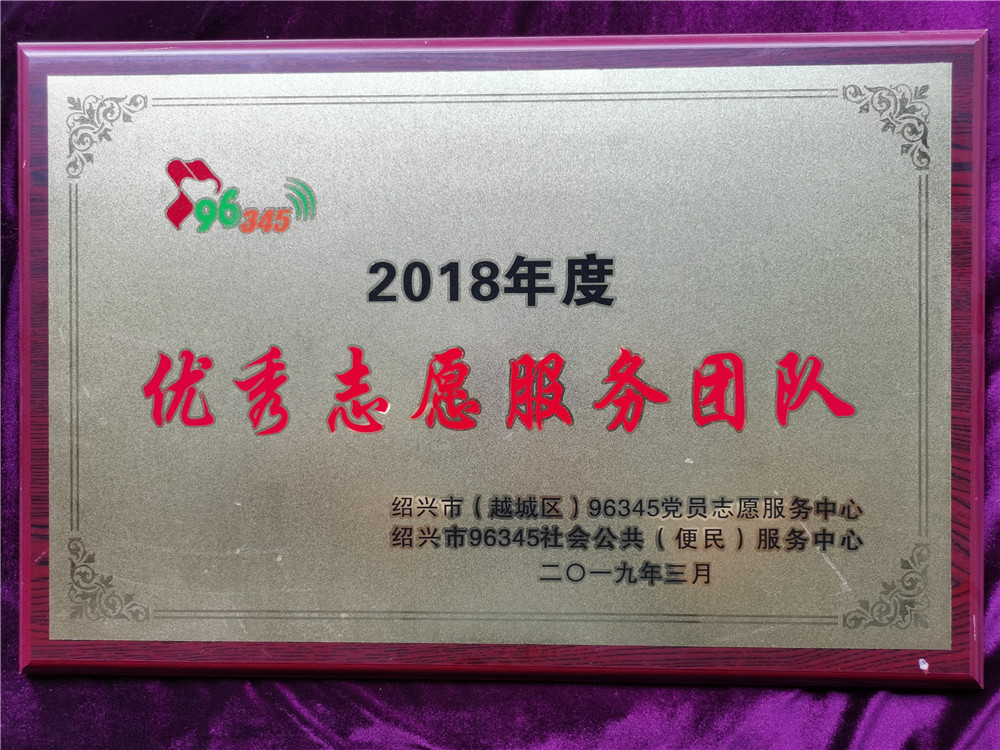 96345
2018年度
优秀志愿服务团队
绍兴市（越城区）96345党员志愿服务中心
绍兴市96345社会公共（便民）服务中心
二〇一九年三月